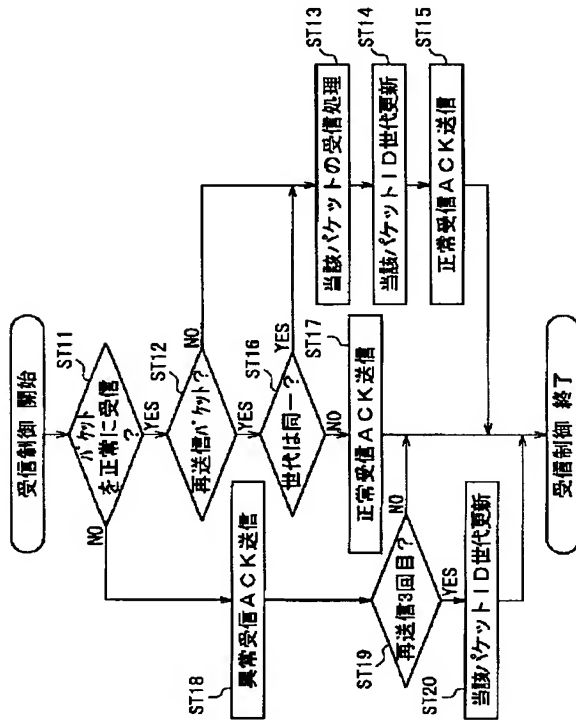 受信制御 開始
ST11
パケット
を正常に受信
?
NO
YES
ST12
再送信パケット?
NO
YES
ST16
世代は同一?
YES
NO
ST17
正常受信ACK送信
ST13
当該パケットの受信処理
ST14
当該パケットID世代更新
ST15
正常受信ACK送信
ST18
異常受信ACK送信
ST19
再送信3回目?
NO
YES
ST20
当該パケットID世代更新
受信制御 終了